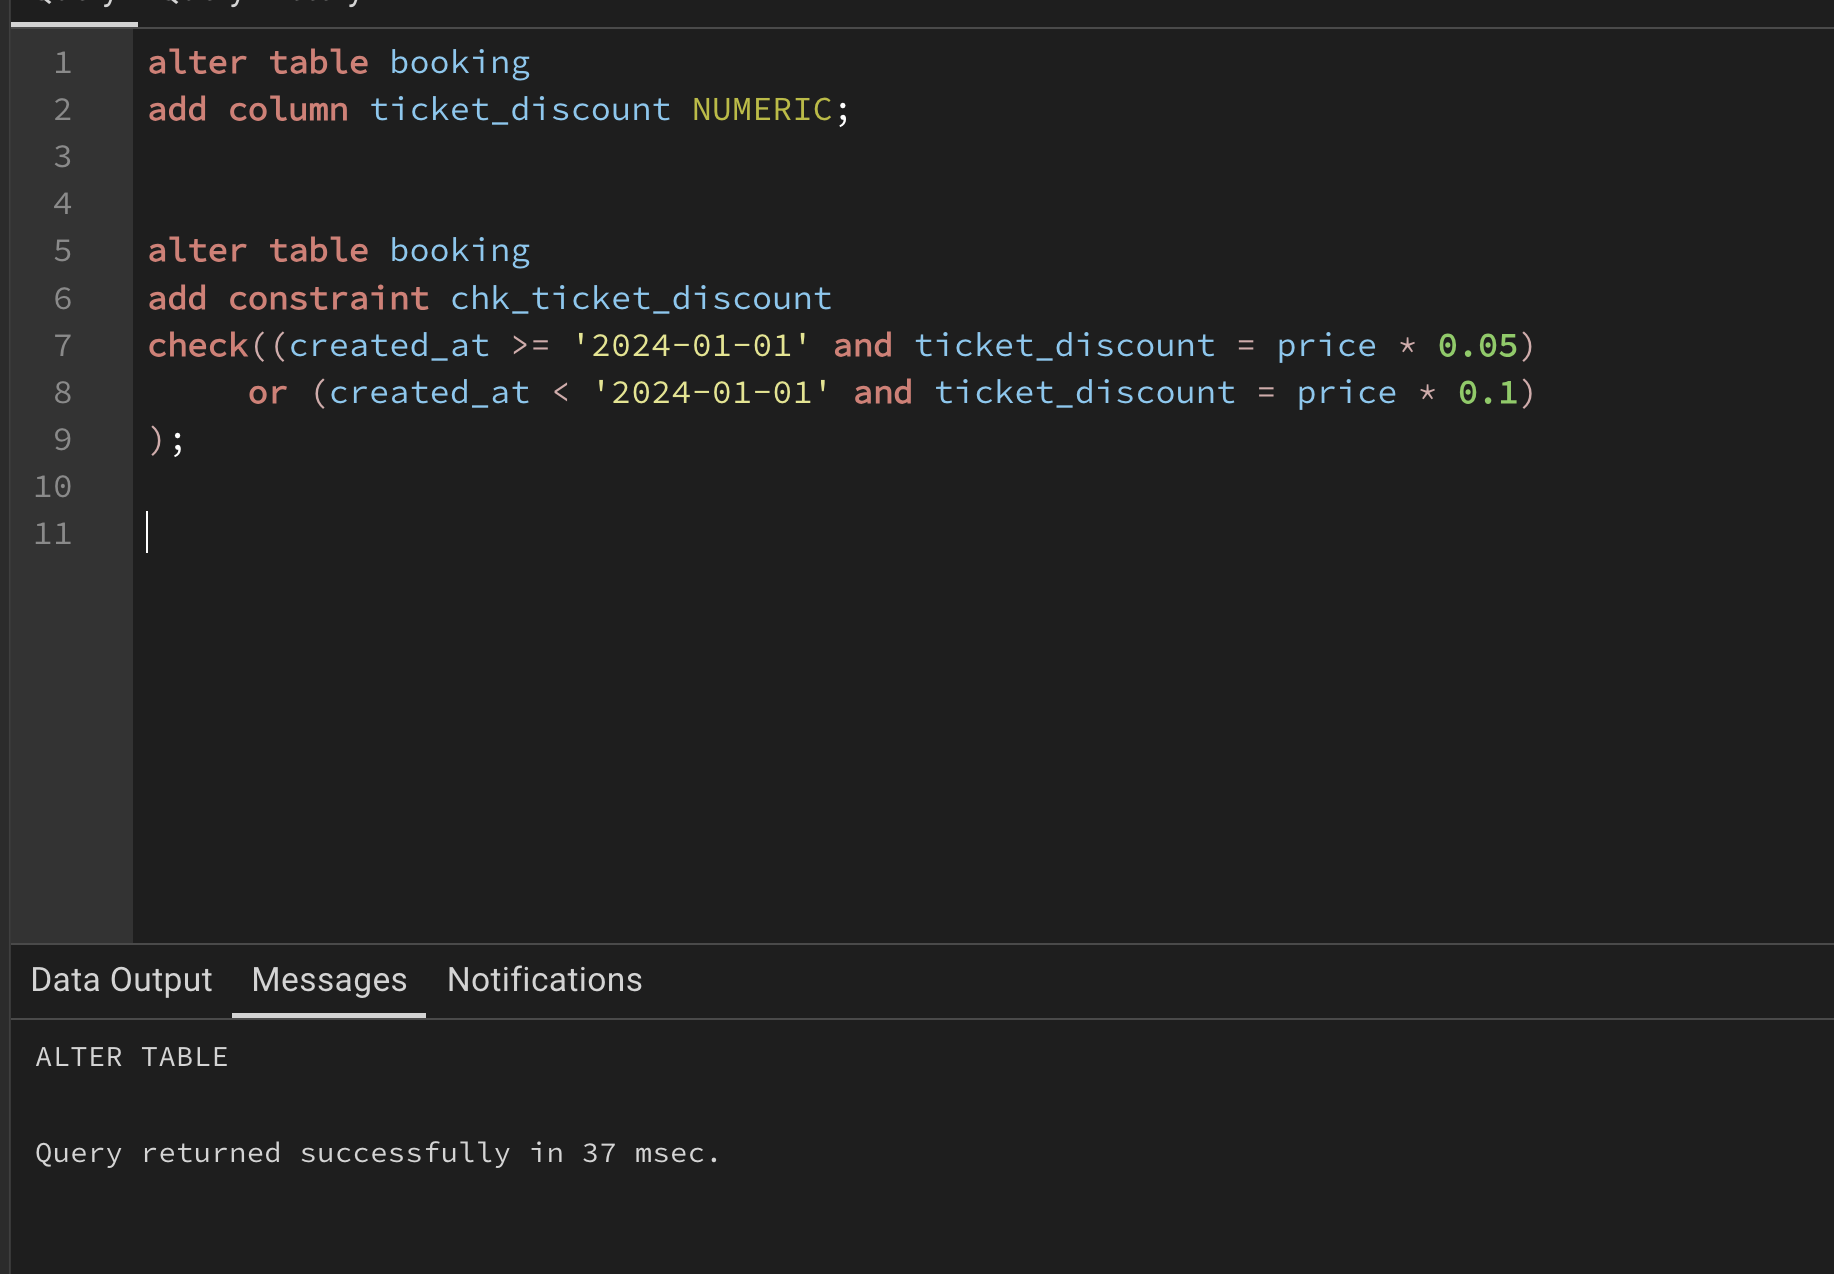 1 alter table booking
2 add column ticket_discount NUMERIC;
3
4
5 alter table booking
6 add constraint chk_ticket_discount
7 check((created_at >= '2024-01-01' and ticket_discount = price * 0.05)
8 or (created_at < '2024-01-01' and ticket_discount = price * 0.1)
9 );
10
11
Data Output Messages Notifications
ALTER TABLE
Query returned successfully in 37 msec.